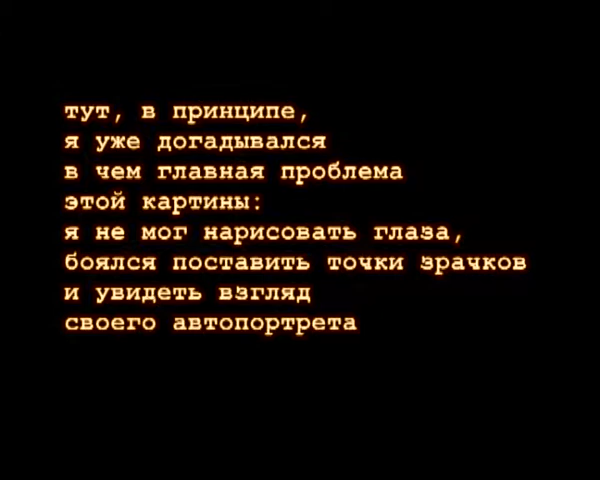 тут, в принципе,
я уже догадывался
в чем главная проблема
этой картины:
я не мог нарисовать глаза,
боялся поставить точки зрачков
и увидеть взгляд
своего автопортрета